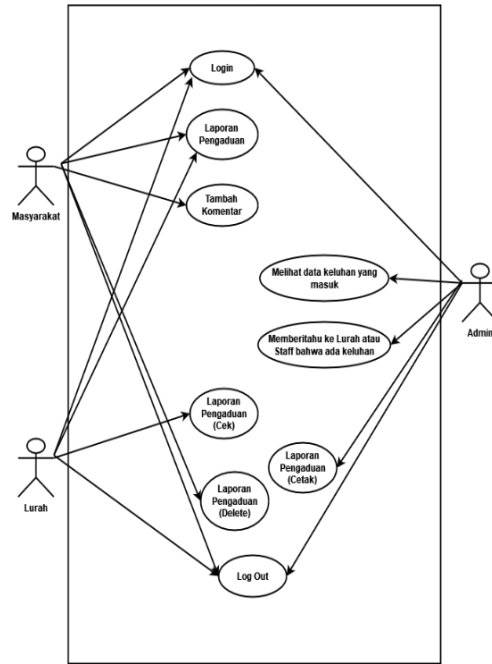 Login
Laporan
Pengaduan
Masyarakat
Tambah
Komentar
Melihat data keluhan yang
masuk
Admin
Memberitahu ke Lurah atau
Staff bahwa ada keluhan
Laporan
Pengaduan
(Cek)
Lurah
Laporan
Pengaduan
(Cetak)
Laporan
Pengaduan
(Delete)
Log Out